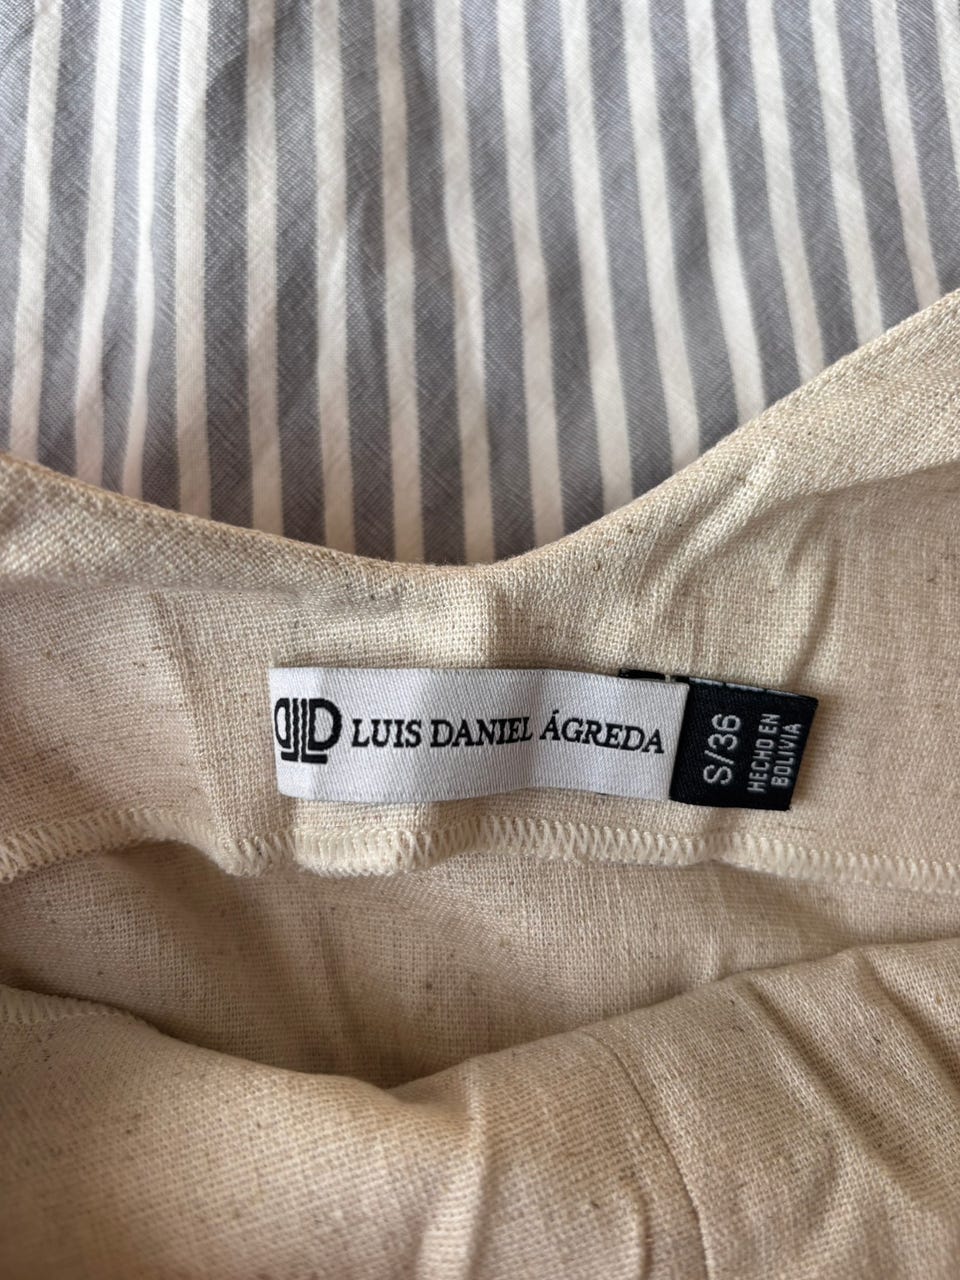 LUIS DANIEL ÁGREDA
S/36
HECHO EN
BOLIVIA